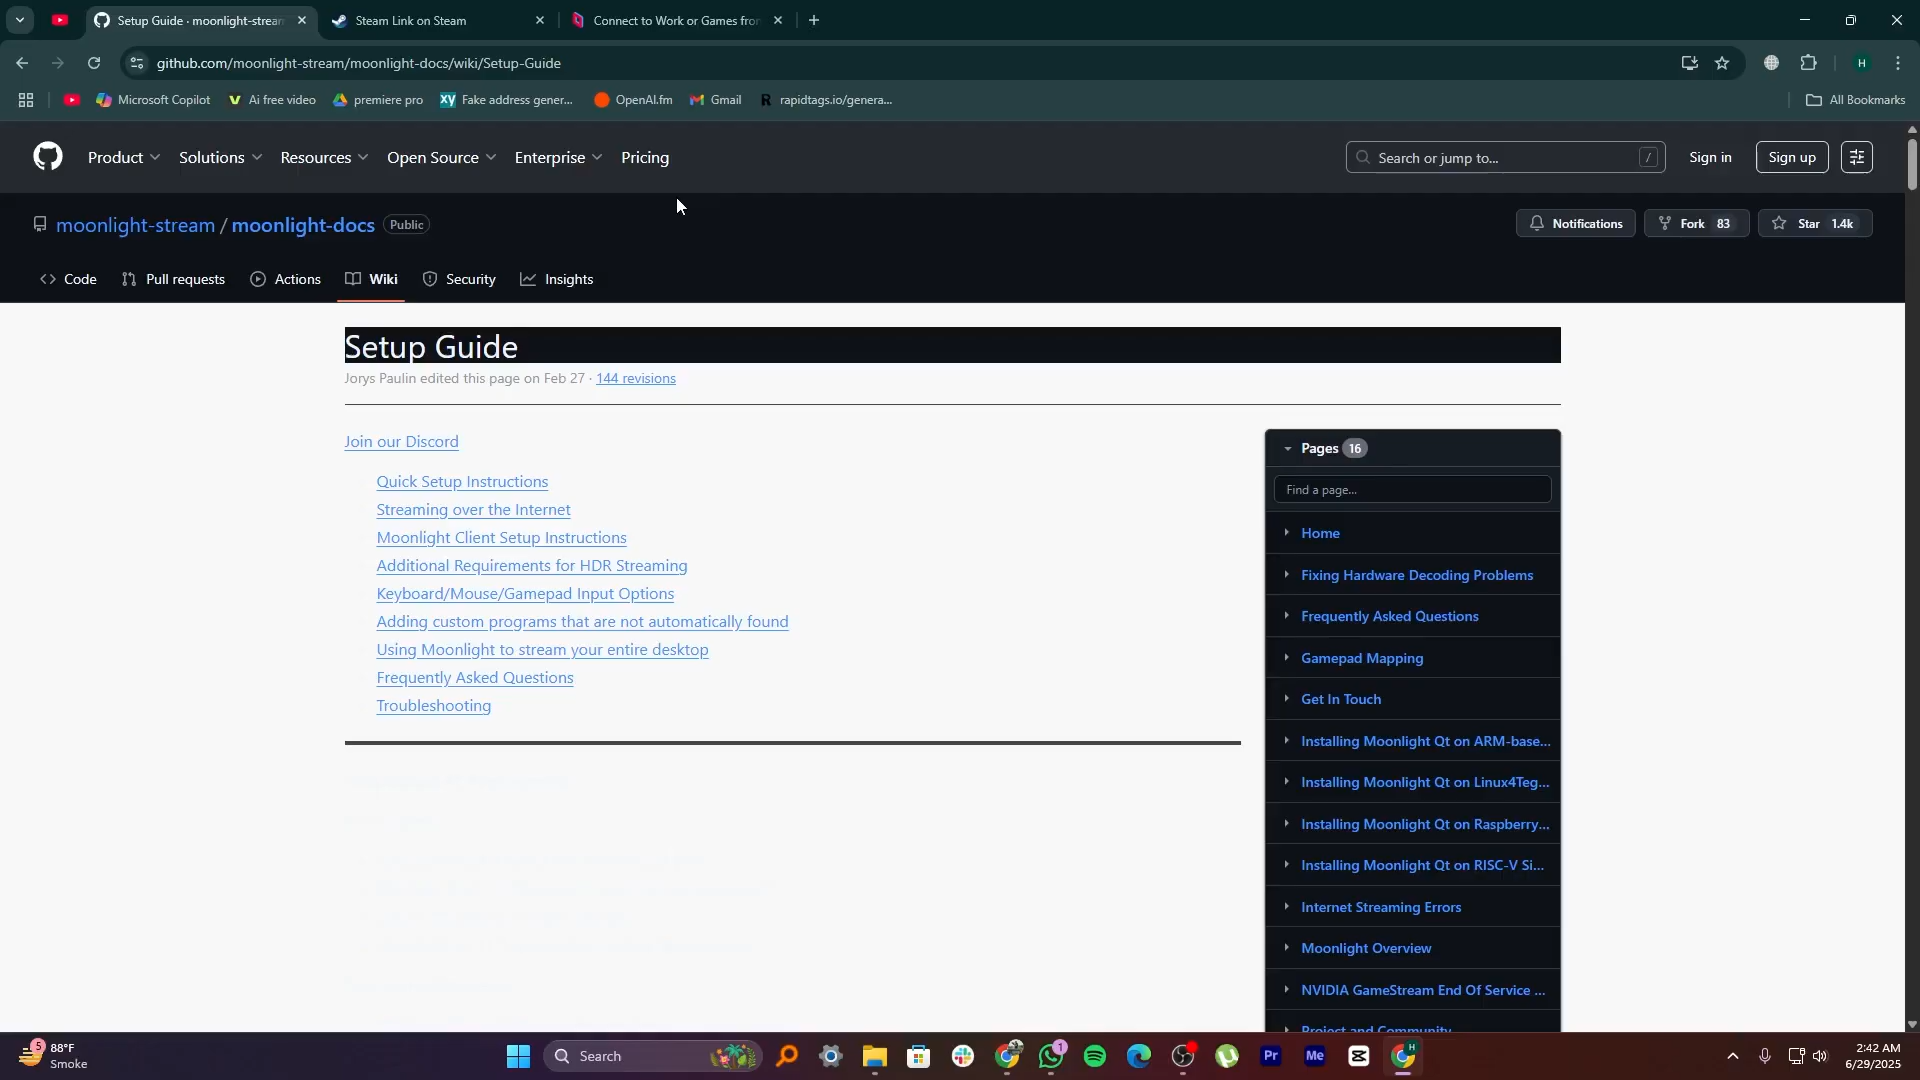 Setup Guide · moonlight-stream
Steam Link on Steam
Connect to Work or Games from
github.com/moonlight-stream/moonlight-docs/wiki/Setup-Guide
H
Microsoft Copilot
Ai free video
premiere pro
XY Fake address gener...
OpenAI.fm
Gmail
R rapidtags.io/genera...
All Bookmarks
Product
Solutions
Resources
Open Source
Enterprise
Pricing
Search or jump to...
/
Sign in
Sign up
moonlight-stream / moonlight-docs Public
Notifications
Fork 83
Star 1.4k
Code
Pull requests
Actions
Wiki
Security
Insights
Setup Guide
Jorys Paulin edited this page on Feb 27 · 144 revisions
Join our Discord
Quick Setup Instructions
Streaming over the Internet
Moonlight Client Setup Instructions
Additional Requirements for HDR Streaming
Keyboard/Mouse/Gamepad Input Options
Adding custom programs that are not automatically found
Using Moonlight to stream your entire desktop
Frequently Asked Questions
Troubleshooting
Pages 16
Find a page...
Home
Fixing Hardware Decoding Problems
Frequently Asked Questions
Gamepad Mapping
Get In Touch
Installing Moonlight Qt on ARM-base...
Installing Moonlight Qt on Linux4Teg...
Installing Moonlight Qt on Raspberry...
Installing Moonlight Qt on RISC-V Si...
Internet Streaming Errors
Moonlight Overview
NVIDIA GameStream End Of Service ...
Project and Community
5
88°F
Smoke
Search
1
Pr
Me
H
2:42 AM
6/29/2025